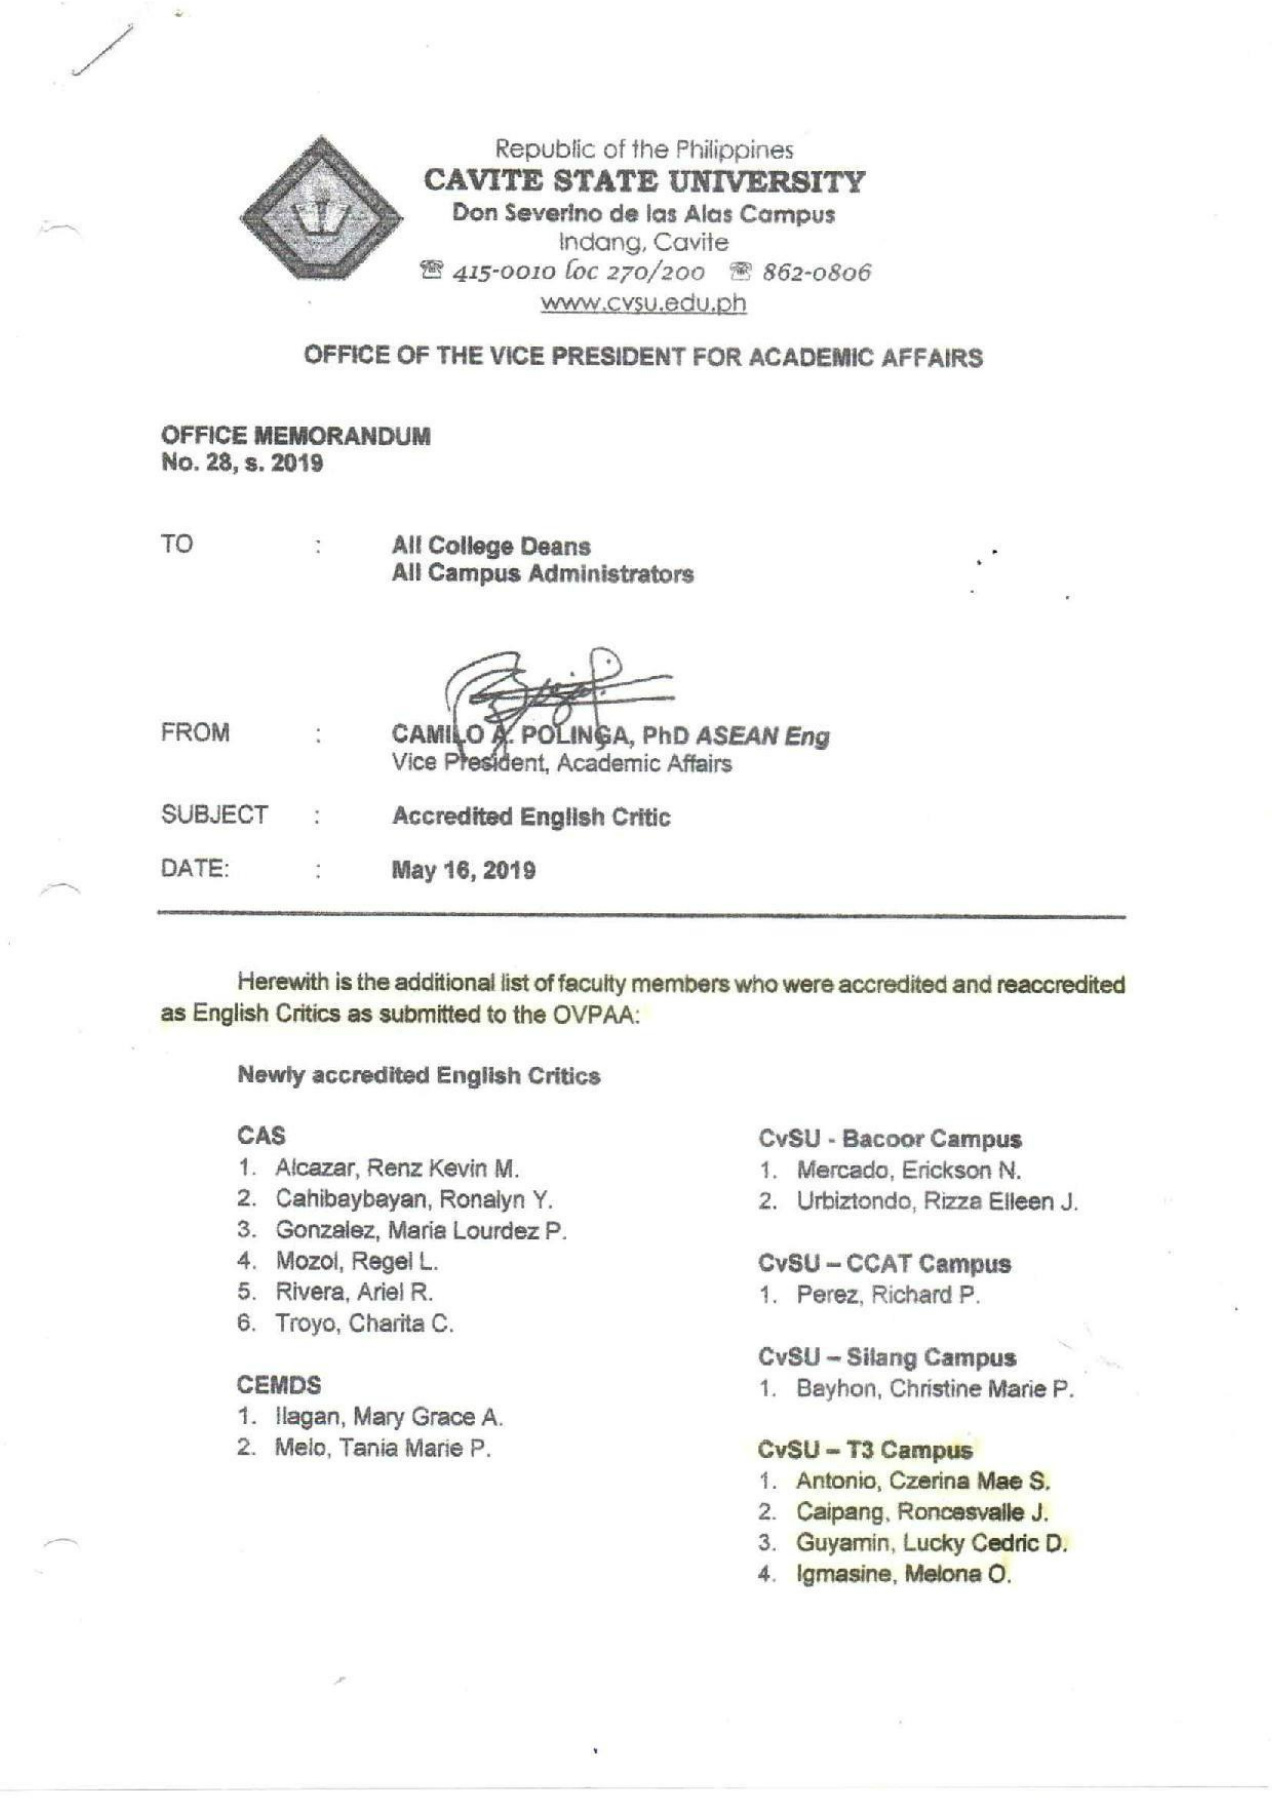 Republic of the Philippines
CAVITE STATE UNIVERSITY
Don Severino de las Alas Campus
Indang, Cavite
☏ 415-0010 loc 270/200 ☏ 862-0806
www.cvsu.edu.ph
OFFICE OF THE VICE PRESIDENT FOR ACADEMIC AFFAIRS
OFFICE MEMORANDUM
No. 28, s. 2019
TO : All College Deans
All Campus Administrators
FROM : CAMILO A. POLINGA, PhD ASEAN Eng
Vice President, Academic Affairs
SUBJECT : Accredited English Critic
DATE: : May 16, 2019
Herewith is the additional list of faculty members who were accredited and reaccredited
as English Critics as submitted to the OVPAA:
Newly accredited English Critics
CAS
1. Alcazar, Renz Kevin M.
2. Cahibaybayan, Ronalyn Y.
3. Gonzalez, Maria Lourdez P.
4. Mozol, Regel L.
5. Rivera, Ariel R.
6. Troyo, Charita C.
CEMDS
1. Ilagan, Mary Grace A.
2. Melo, Tania Marie P.
CvSU - Bacoor Campus
1. Mercado, Erickson N.
2. Urbiztondo, Rizza Elleen J.
CvSU – CCAT Campus
1. Perez, Richard P.
CvSU – Silang Campus
1. Bayhon, Christine Marie P.
CvSU – T3 Campus
1. Antonio, Czerina Mae S.
2. Caipang, Roncesvalle J.
3. Guyamin, Lucky Cedric D.
4. Igmasine, Melona O.